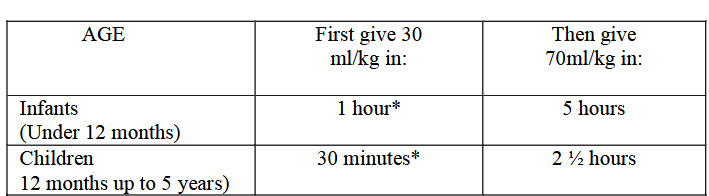 AGE
First give 30
ml/kg in:
Then give
70ml/kg in:
Infants
(Under 12 months)
1 hour*
5 hours
Children
12 months up to 5 years)
30 minutes*
2 ½ hours